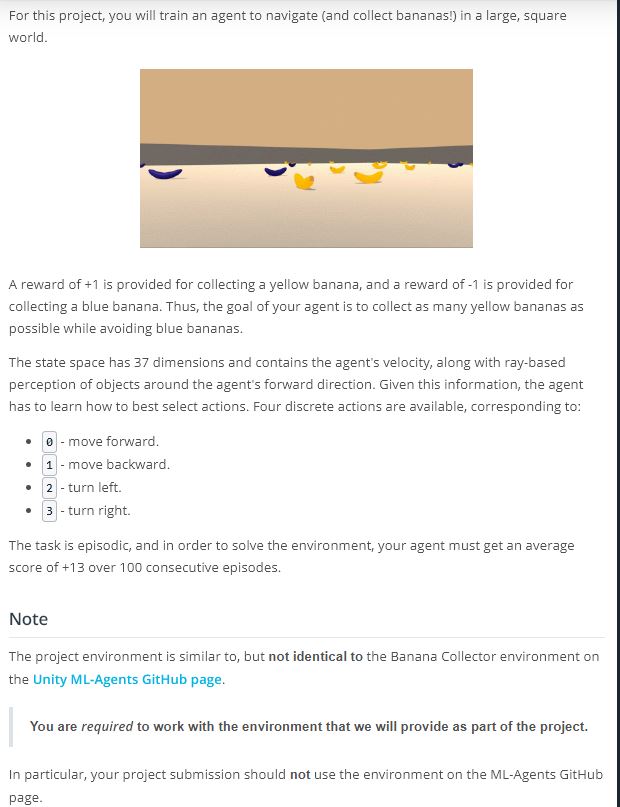 For this project, you will train an agent to navigate (and collect bananas!) in a large, square
world.
A reward of +1 is provided for collecting a yellow banana, and a reward of -1 is provided for
collecting a blue banana. Thus, the goal of your agent is to collect as many yellow bananas as
possible while avoiding blue bananas.
The state space has 37 dimensions and contains the agent's velocity, along with ray-based
perception of objects around the agent's forward direction. Given this information, the agent
has to learn how to best select actions. Four discrete actions are available, corresponding to:
• 0 - move forward.
• 1 - move backward.
• 2 - turn left.
• 3 - turn right.
The task is episodic, and in order to solve the environment, your agent must get an average
score of +13 over 100 consecutive episodes.
Note
The project environment is similar to, but not identical to the Banana Collector environment on
the Unity ML-Agents GitHub page.
You are required to work with the environment that we will provide as part of the project.
In particular, your project submission should not use the environment on the ML-Agents GitHub
page.